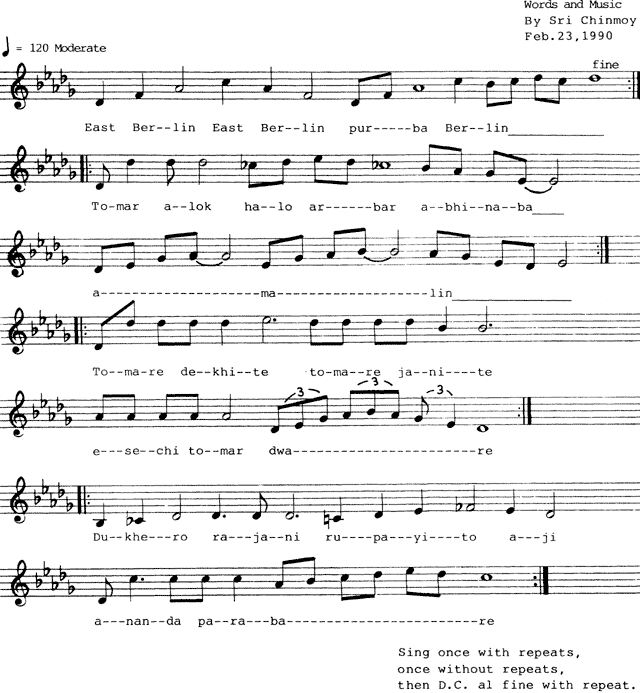 Words and Music
By Sri Chinmoy
Feb.23,1990
= 120 Moderate
fine
East Ber--lin East Ber--lin pur-----ba Ber--lin____________
To-mar a--lok ha--lo ar------bar a--bhi-na--ba____
a--------------------ma-------------------lin_______________
To--ma-re de--khi--te to--ma--re ja--ni----te
3 3 3
e---se--chi to--mar dwa-----------------------re
Du--khe--ro ra---ja--ni ru---pa--yi---to a--ji
a---nan--da pa--ra--ba------------------------re
Sing once with repeats,
once without repeats,
then D.C. al fine with repeat.